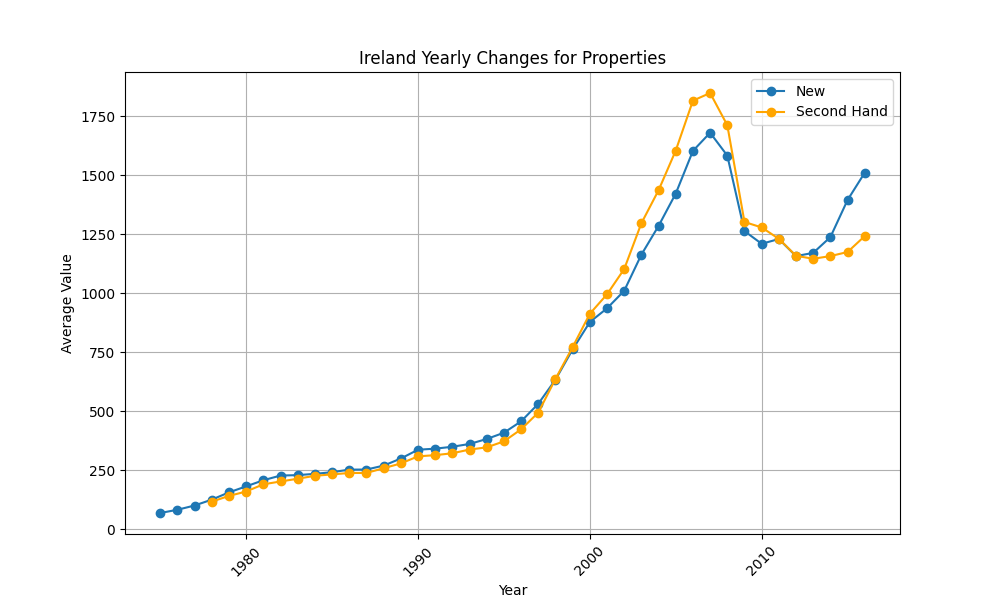 Ireland Yearly Changes for Properties
New
Second Hand
Average Value
1750
1500
1250
1000
750
500
250
0
1980
1990
2000
2010
Year